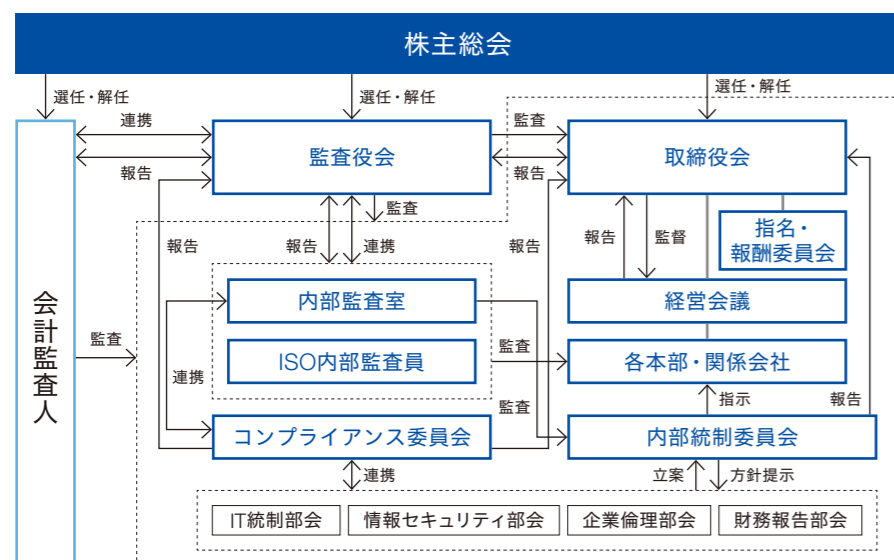 株主総会
選任・解任
選任・解任
選任・解任
連携
監査
監査役会
取締役会
報告
報告
監査
指名・
報酬委員会
報告
報告
連携
報告
報告
監督
会計監査人
内部監査室
経営会議
監査
ISO内部監査員
監査
各本部・関係会社
連携
指示
報告
監査
コンプライアンス委員会
内部統制委員会
連携
立案
方針提示
IT統制部会
情報セキュリティ部会
企業倫理部会
財務報告部会